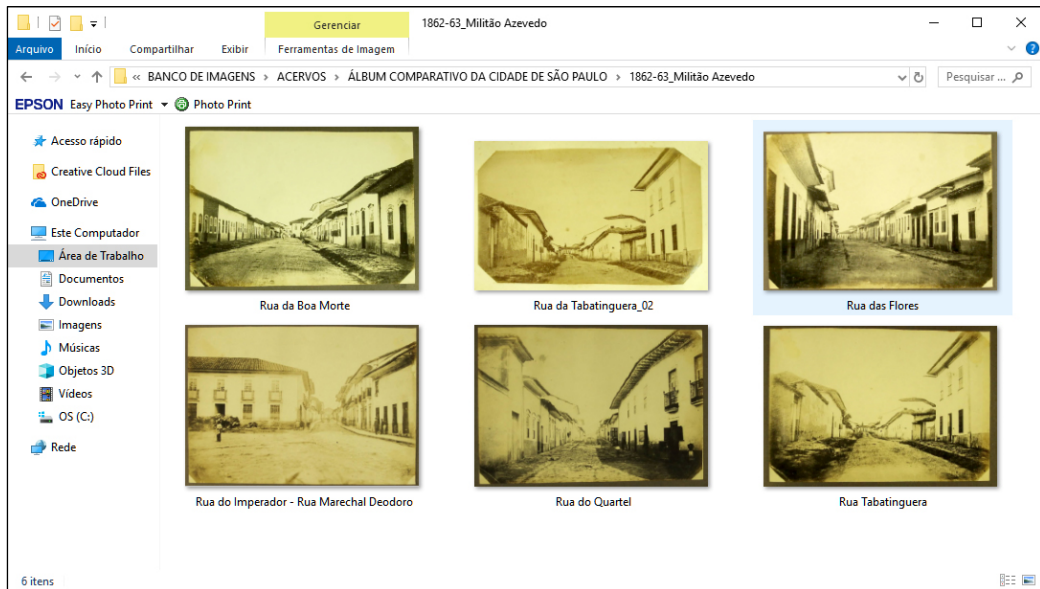 Gerenciar
1862-63_Militão Azevedo
Arquivo Início Compartilhar Exibir Ferramentas de Imagem
« BANCO DE IMAGENS > ACERVOS > ÁLBUM COMPARATIVO DA CIDADE DE SÃO PAULO > 1862-63_Militão Azevedo
Pesquisar ...
EPSON Easy Photo Print Photo Print
Acesso rápido
Creative Cloud Files
OneDrive
Este Computador
Área de Trabalho
Documentos
Downloads
Imagens
Músicas
Objetos 3D
Vídeos
OS (C:)
Rede
Rua da Boa Morte
Rua da Tabatinguera_02
Rua das Flores
Rua do Imperador - Rua Marechal Deodoro
Rua do Quartel
Rua Tabatinguera
6 itens